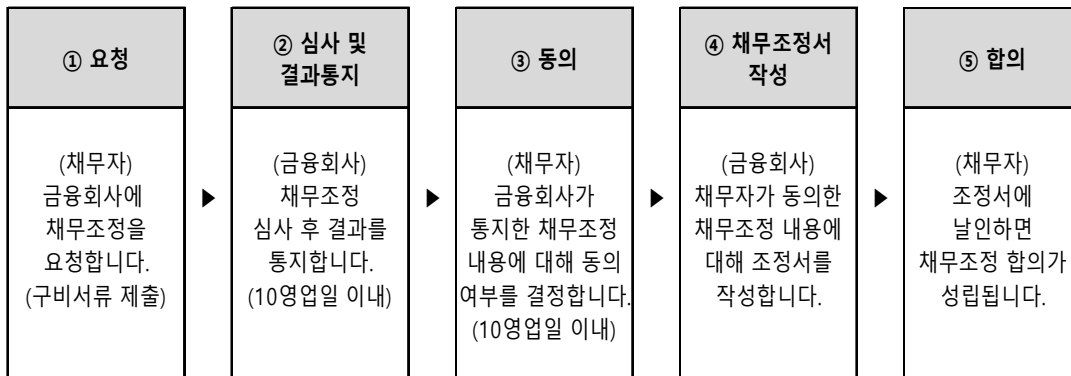 ① 요청
(채무자)
금융회사에
채무조정을
요청합니다.
(구비서류 제출)
▶
② 심사 및
결과통지
(금융회사)
채무조정
심사 후 결과를
통지합니다.
(10영업일 이내)
▶
③ 동의
(채무자)
금융회사가
통지한 채무조정
내용에 대해 동의
여부를 결정합니다.
(10영업일 이내)
▶
④ 채무조정서
작성
(금융회사)
채무자가 동의한
채무조정 내용에
대해 조정서를
작성합니다.
▶
⑤ 합의
(채무자)
조정서에
날인하면
채무조정 합의가
성립됩니다.